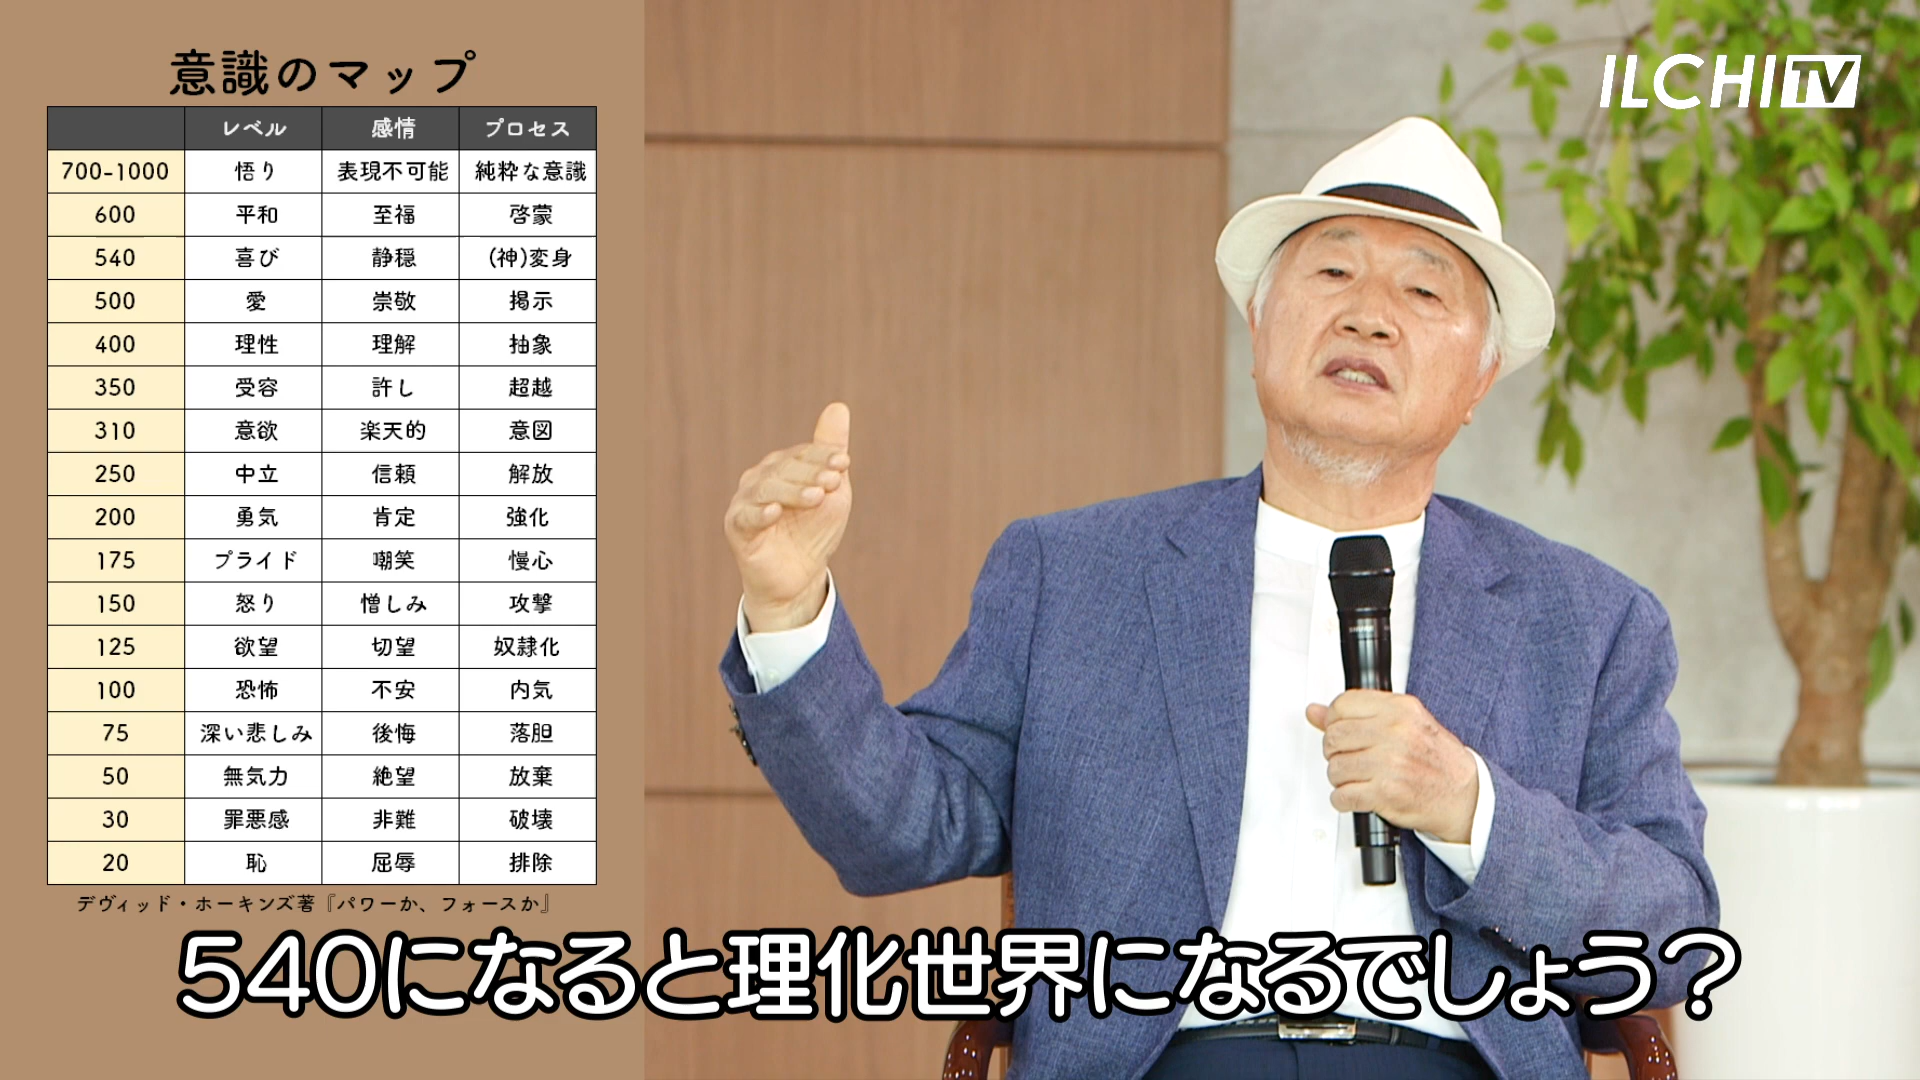 意識のマップ
レベル 感情 プロセス
700-1000 悟り 表現不可能 純粋な意識
600 平和 至福 啓蒙
540 喜び 静穏 (神)変身
500 愛 崇敬 掲示
400 理性 理解 抽象
350 受容 許し 超越
310 意欲 楽天的 意図
250 中立 信頼 解放
200 勇気 肯定 強化
175 プライド 嘲笑 慢心
150 怒り 憎しみ 攻撃
125 欲望 切望 奴隷化
100 恐怖 不安 内気
75 深い悲しみ 後悔 落胆
50 無気力 絶望 放棄
30 罪悪感 非難 破壊
20 恥 屈辱 排除
デヴィッド・ホーキンズ著『パワーか、フォースか』
ILCHI TV
540になると理化世界になるでしょう？